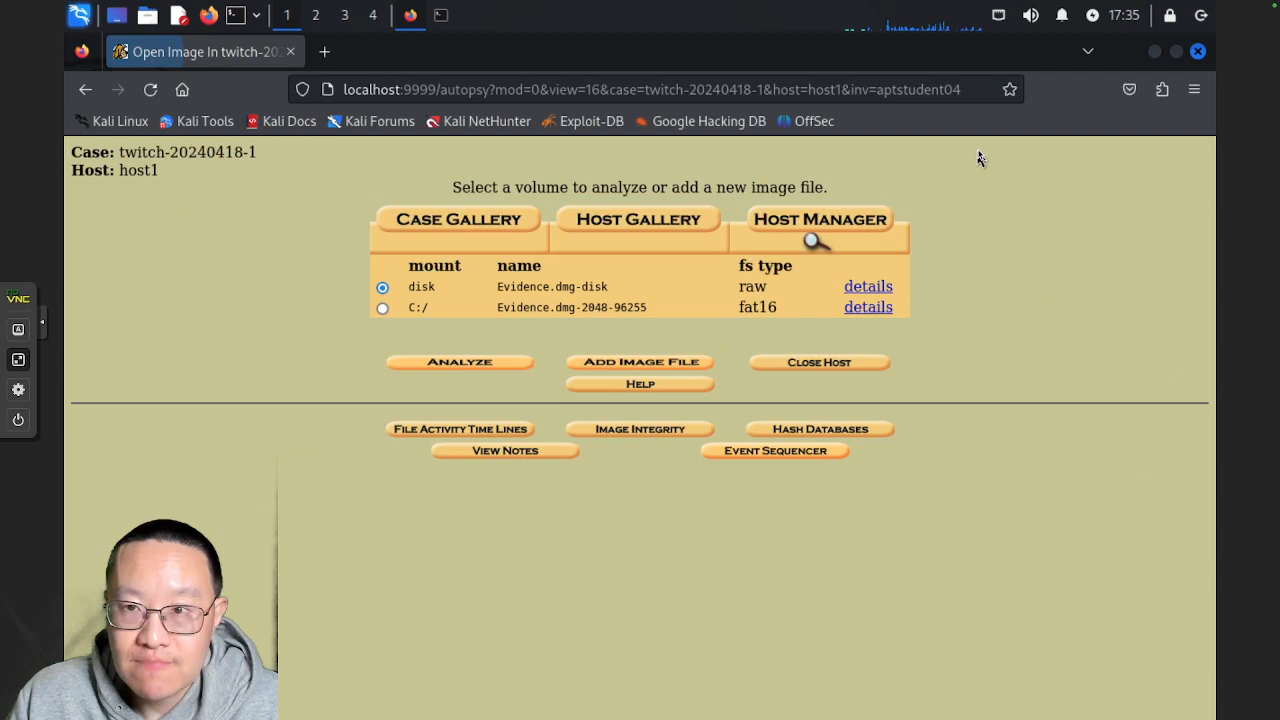 17:35
1 2 3 4
Open Image In twitch-202
localhost:9999/autopsy?mod=0&view=16&case=twitch-20240418-1&host=host1&inv=aptstudent04
Kali Linux Kali Tools Kali Docs Kali Forums Kali NetHunter Exploit-DB Google Hacking DB OffSec
Case: twitch-20240418-1
Host: host1
Select a volume to analyze or add a new image file.
CASE GALLERY HOST GALLERY HOST MANAGER
mount name fs type
disk Evidence.dmg-disk raw details
C:/ Evidence.dmg-2048-96255 fat16 details
ANALYZE ADD IMAGE FILE CLOSE HOST
HELP
FILE ACTIVITY TIME LINES IMAGE INTEGRITY HASH DATABASES
VIEW NOTES EVENT SEQUENCER
no
VNC
A